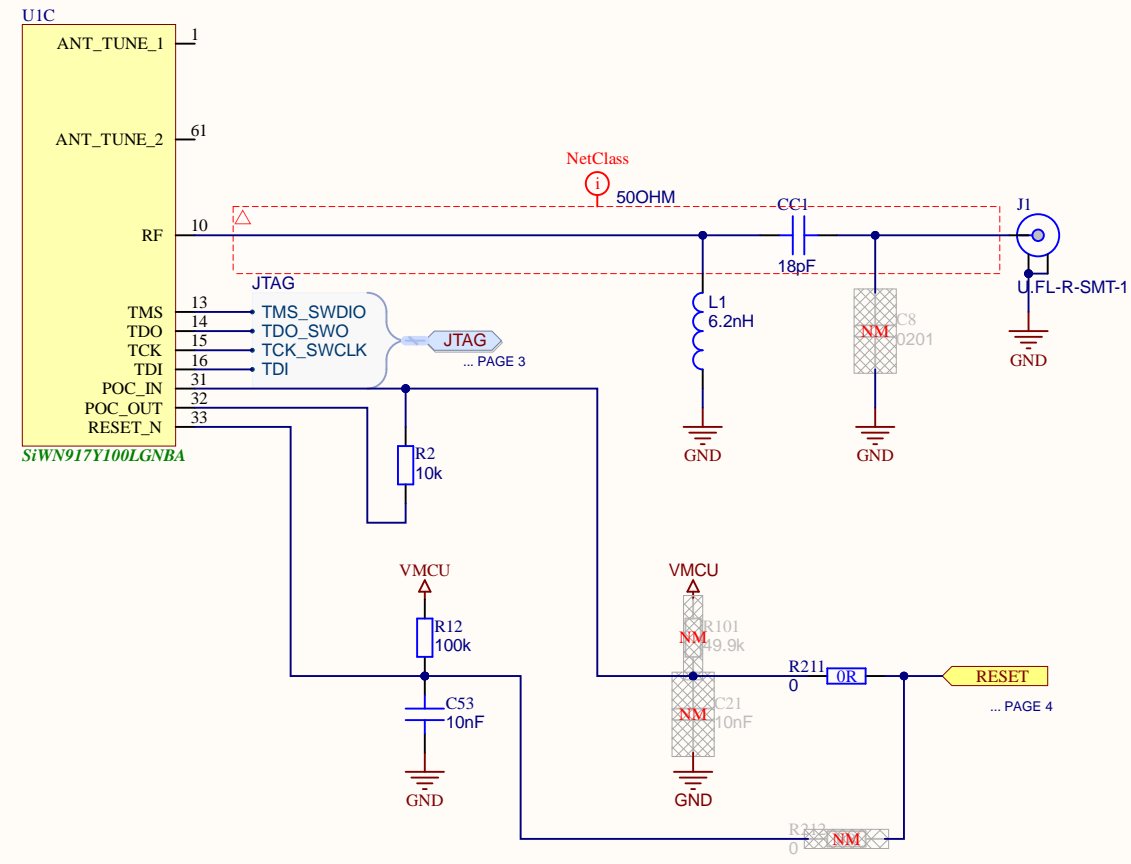 U1C
ANT_TUNE_1 1
ANT_TUNE_2 61
NetClass
i
50OHM
CC1
18pF
J1
U.FL-R-SMT-1
GND
RF 10
L1
6.2nH
GND
NM
C8
0201
GND
JTAG
TMS 13 TMS_SWDIO
TDO 14 TDO_SWO
TCK 15 TCK_SWCLK
TDI 16 TDI
JTAG
... PAGE 3
POC_IN 31
POC_OUT 32
RESET_N 33
SiWN917Y100LGNBA
R2
10k
VMCU
R12
100k
C53
10nF
GND
VMCU
NM
R101
49.9k
NM
C21
10nF
GND
R211
0
0R
RESET
... PAGE 4
R212
0
NM